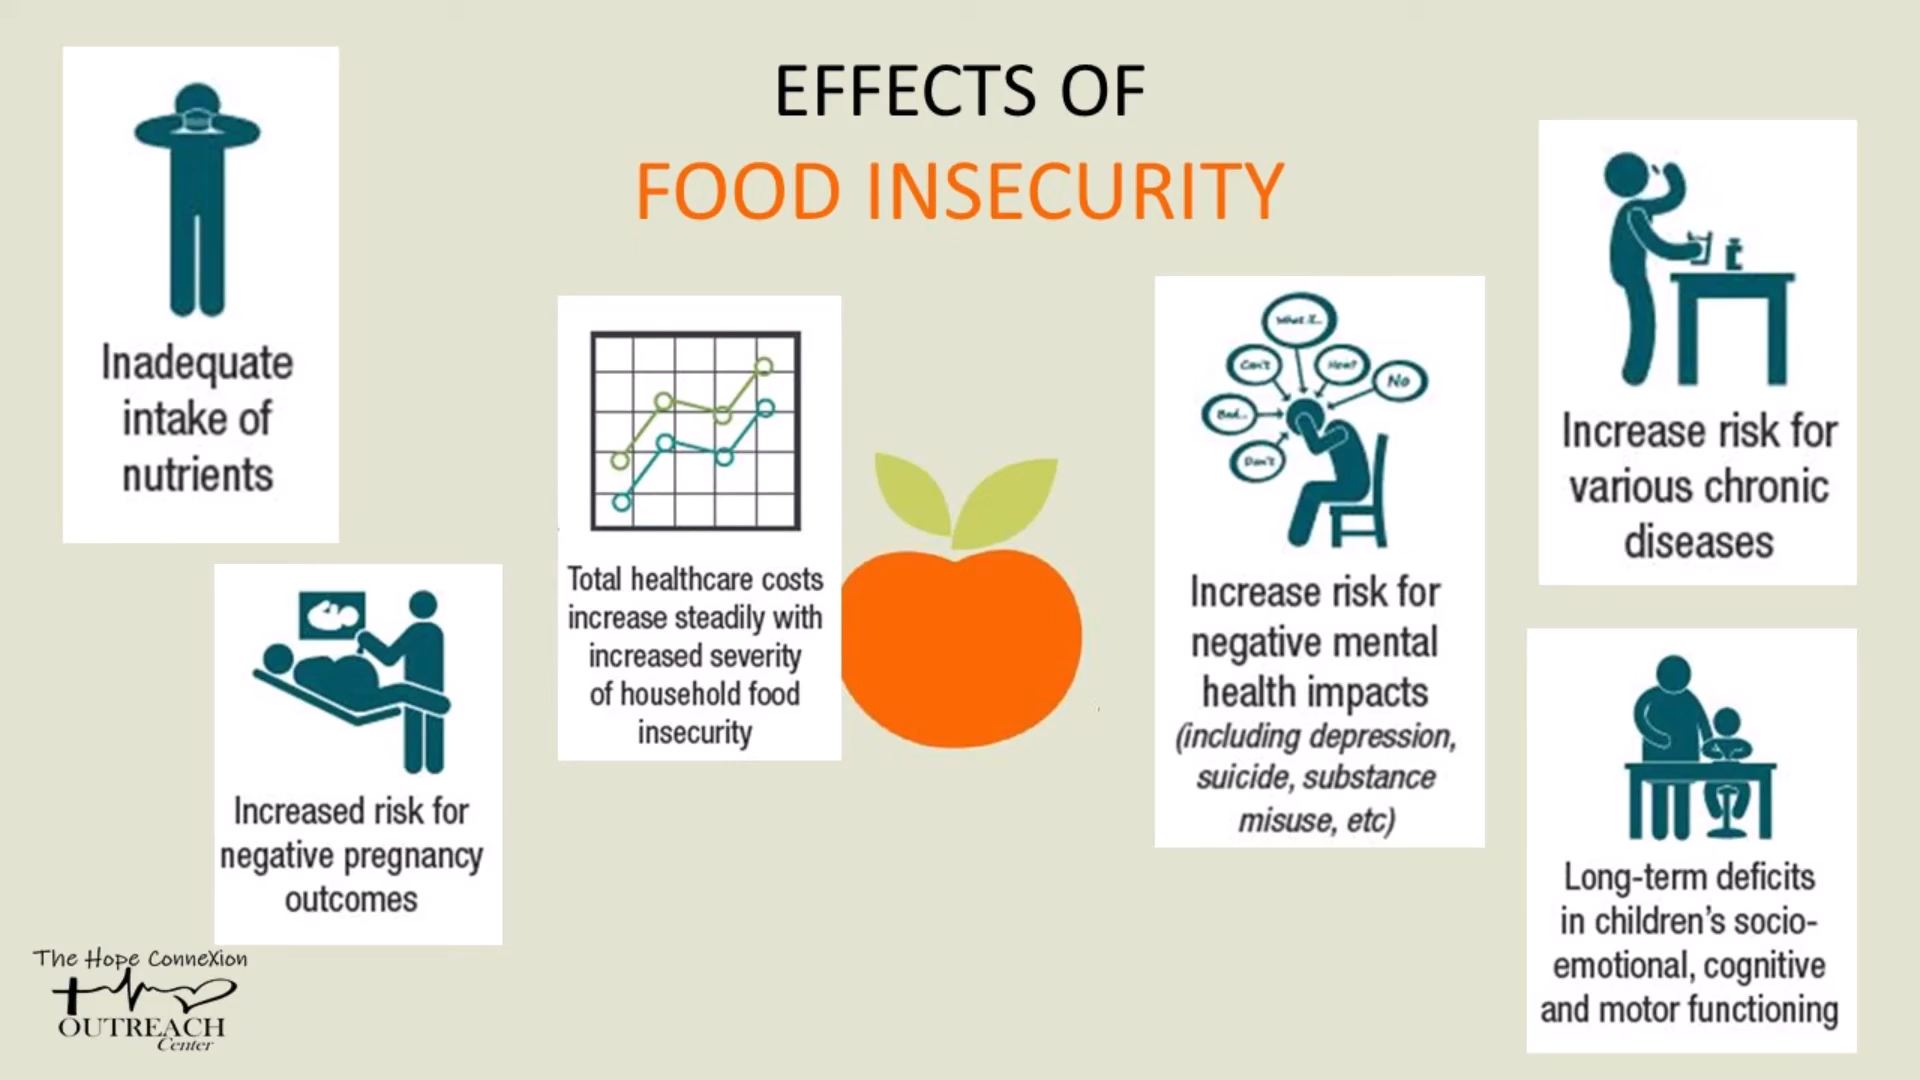 EFFECTS OF
FOOD INSECURITY
Inadequate
intake of
nutrients
Increased risk for
negative pregnancy
outcomes
Total healthcare costs
increase steadily with
increased severity
of household food
insecurity
What if...
Can't
How?
No
Bad...
Don't
Increase risk for
negative mental
health impacts
(including depression,
suicide, substance
misuse, etc)
Increase risk for
various chronic
diseases
Long-term deficits
in children's socio-
emotional, cognitive
and motor functioning
The Hope ConneXion
OUTREACH
Center